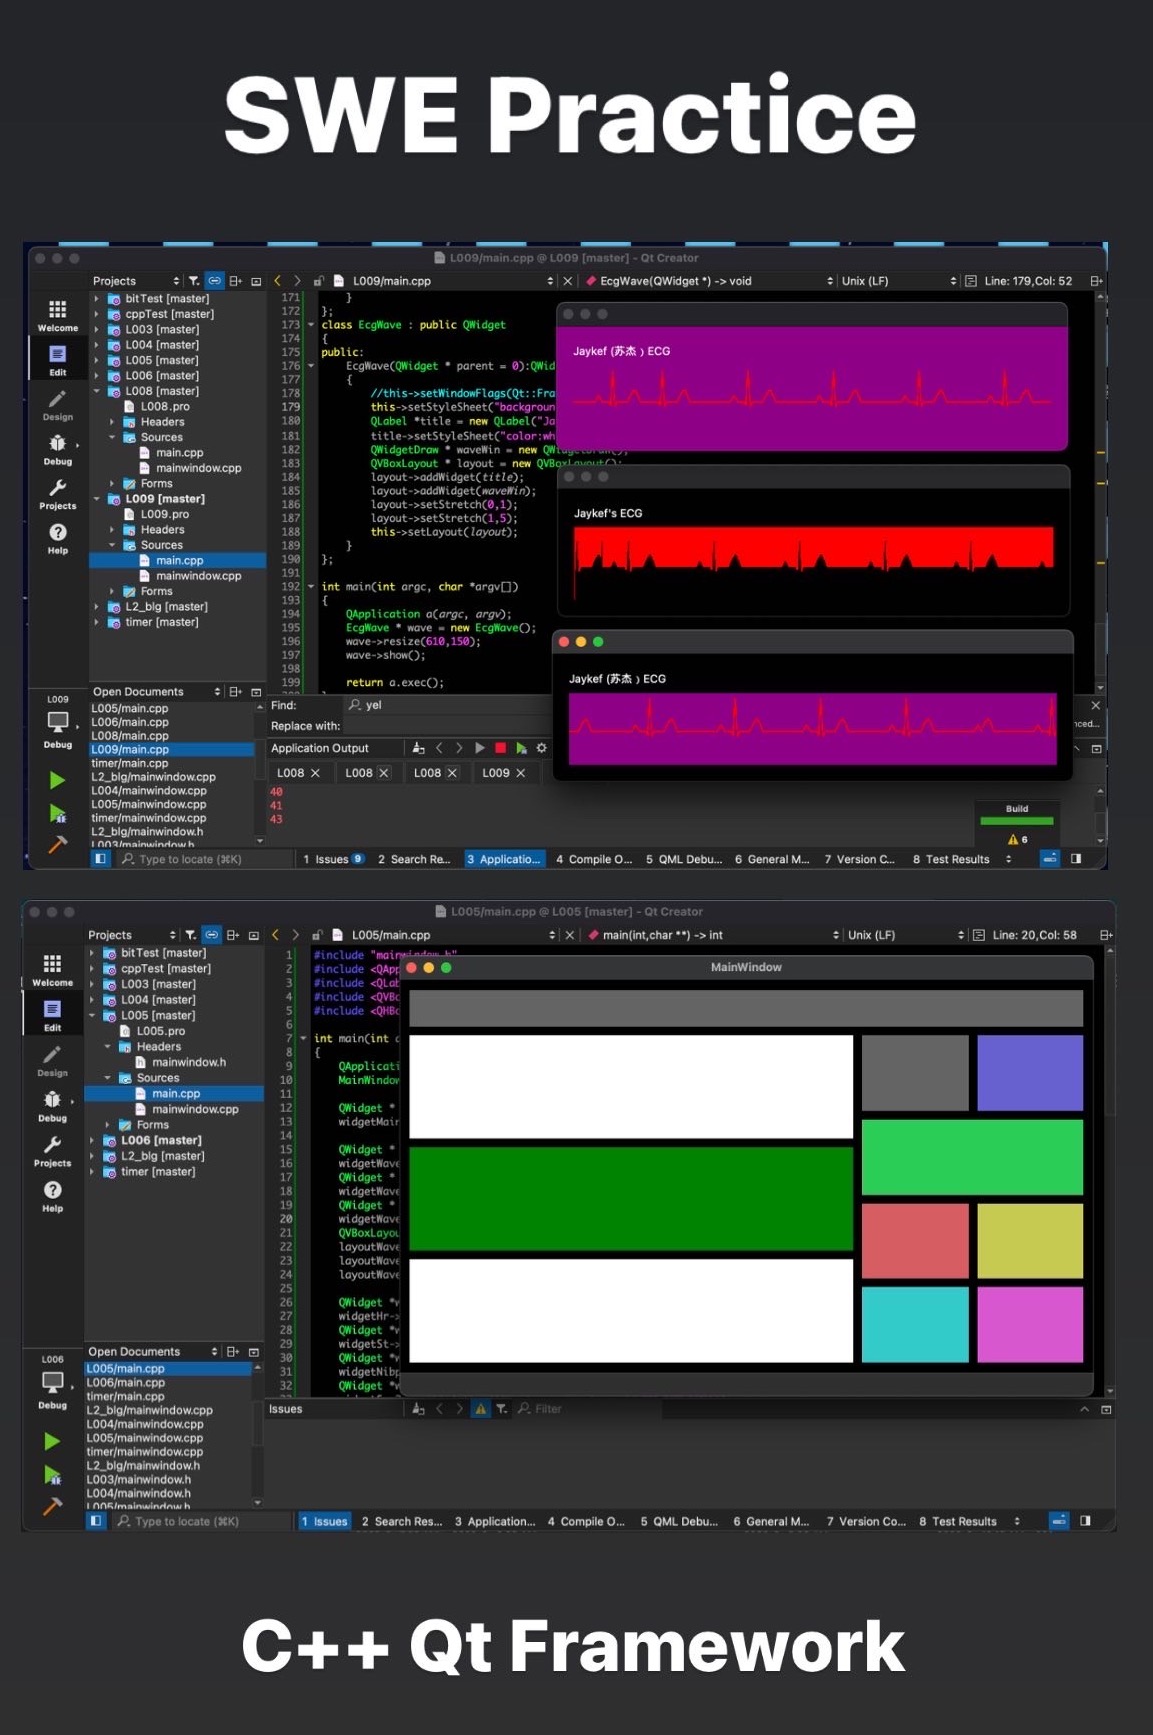 SWE Practice
L009/main.cpp @ L009 [master] - Qt Creator
Projects
L009/main.cpp
EcgWave(QWidget *) -> void
Unix (LF)
Line: 179,Col: 52
Welcome
Edit
Design
Debug
Projects
Help
bitTest [master]
cppTest [master]
L003 [master]
L004 [master]
L005 [master]
L006 [master]
L008 [master]
L008.pro
Headers
Sources
main.cpp
mainwindow.cpp
Forms
L009 [master]
L009.pro
Headers
Sources
main.cpp
mainwindow.cpp
Forms
L2_blg [master]
timer [master]
171 }
172 };
173 class EcgWave : public QWidget
174 {
175 public:
176 EcgWave(QWidget * parent = 0):QWid
177 {
178 //this->setWindowFlags(Qt::Fra
179 this->setStyleSheet("backgroun
180 QLabel *title = new QLabel("Ja
181 title->setStyleSheet("color:wh
182 QWidgetDraw * waveWin = new QWidgetDraw();
183 QVBoxLayout * layout = new QVBoxLayout();
184 layout->addWidget(title);
185 layout->addWidget(waveWin);
186 layout->setStretch(0,1);
187 layout->setStretch(1,5);
188 this->setLayout(layout);
189 }
190 };
191
192 int main(int argc, char *argv[])
193 {
194 QApplication a(argc, argv);
195 EcgWave * wave = new EcgWave();
196 wave->resize(610,150);
197 wave->show();
198
199 return a.exec();
Jaykef (苏杰 ) ECG
Jaykef's ECG
Jaykef (苏杰 ) ECG
Open Documents
L005/main.cpp
L006/main.cpp
L008/main.cpp
L009/main.cpp
timer/main.cpp
L2_blg/mainwindow.cpp
L004/mainwindow.cpp
L005/mainwindow.cpp
timer/mainwindow.cpp
L2_blg/mainwindow.h
L003/mainwindow.h
L009
Debug
Find: yel
Replace with:
nced...
Application Output
L008 L008 L008 L009
40
41
43
Build
6
Type to locate (⌘K)
1 Issues 9 2 Search Re... 3 Applicatio... 4 Compile O... 5 QML Debu... 6 General M... 7 Version C... 8 Test Results
L005/main.cpp @ L005 [master] - Qt Creator
Projects
L005/main.cpp
main(int,char **) -> int
Unix (LF)
Line: 20,Col: 58
Welcome
Edit
Design
Debug
Projects
Help
bitTest [master]
cppTest [master]
L003 [master]
L004 [master]
L005 [master]
L005.pro
Headers
mainwindow.h
Sources
main.cpp
mainwindow.cpp
Forms
L006 [master]
L2_blg [master]
timer [master]
1 #include "mainwindow.h"
2 #include <QApp
3 #include <QLab
4 #include <QVBo
5 #include <QHBo
6
7 int main(int a
8 {
9 QApplicati
10 MainWindow
11
12 QWidget *
13 widgetMair
14
15 QWidget *
16 widgetWave
17 QWidget *
18 widgetWave
19 QWidget *
20 widgetWave
21 QVBoxLayou
22 layoutWave
23 layoutWave
24 layoutWave
25
26 QWidget *w
27 widgetHr->
28 QWidget *w
29 widgetSt->
30 QWidget *w
31 widgetNibp
32 QWidget *w
MainWindow
Open Documents
L005/main.cpp
L006/main.cpp
timer/main.cpp
L2_blg/mainwindow.cpp
L004/mainwindow.cpp
L005/mainwindow.cpp
timer/mainwindow.cpp
L2_blg/mainwindow.h
L003/mainwindow.h
L004/mainwindow.h
L005/mainwindow.h
L006
Debug
Issues
Filter
Type to locate (⌘K)
1 Issues 2 Search Res... 3 Application... 4 Compile O... 5 QML Debu... 6 General M... 7 Version Co... 8 Test Results
C++ Qt Framework